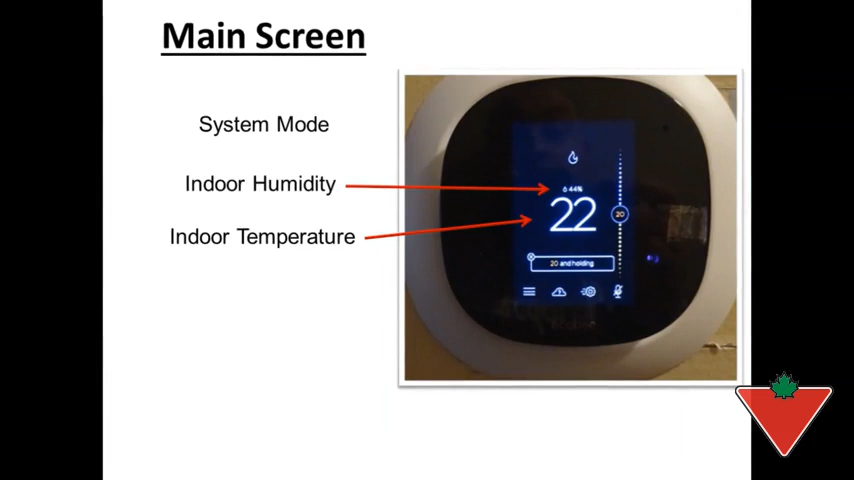 Main Screen
System Mode
Indoor Humidity
44%
Indoor Temperature
22
20
20 and holding